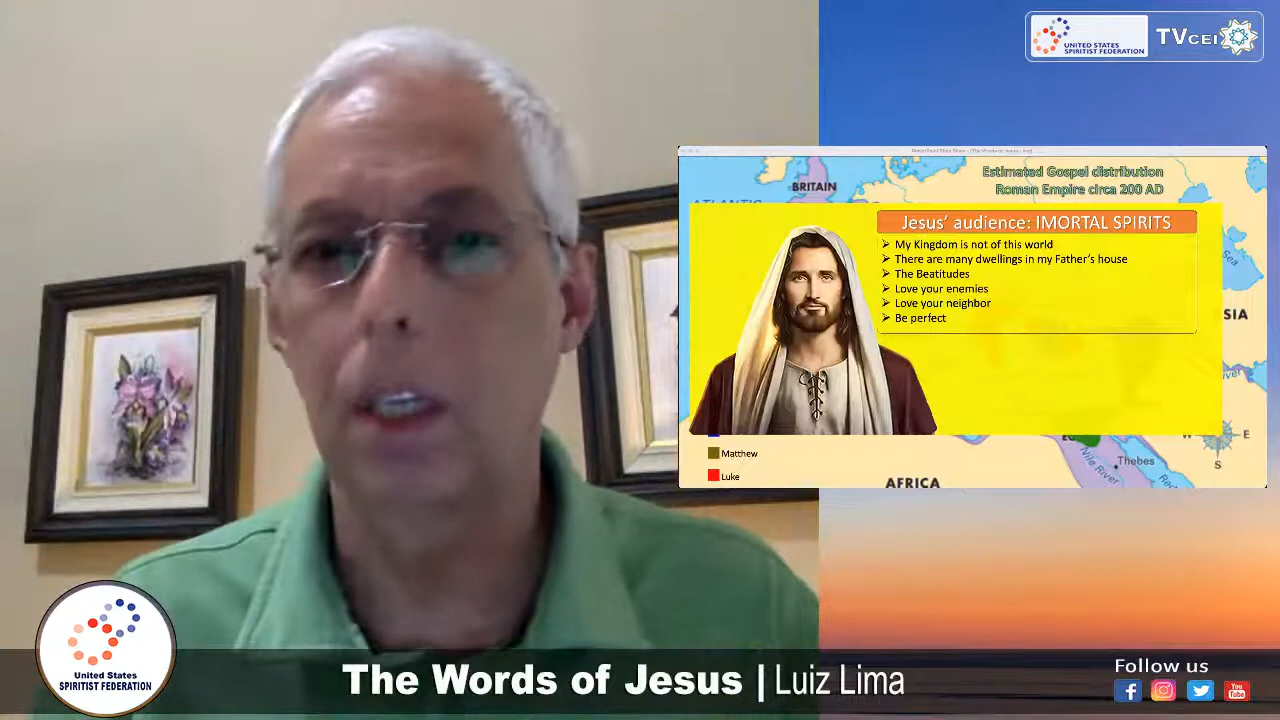 UNITED STATES
SPIRITIST FEDERATION
TVCEI
BRITAIN
Estimated Gospel distribution
Roman Empire circa 200 AD
Jesus’ audience: IMORTAL SPIRITS
➢ My Kingdom is not of this world
➢ There are many dwellings in my Father’s house
➢ The Beatitudes
➢ Love your enemies
➢ Love your neighbor
➢ Be perfect
Sea
SIA
W E
S
Matthew
Luke
AFRICA
Nile River
Thebes
United States
SPIRITIST FEDERATION
The Words of Jesus | Luiz Lima
Follow us
You
Tube